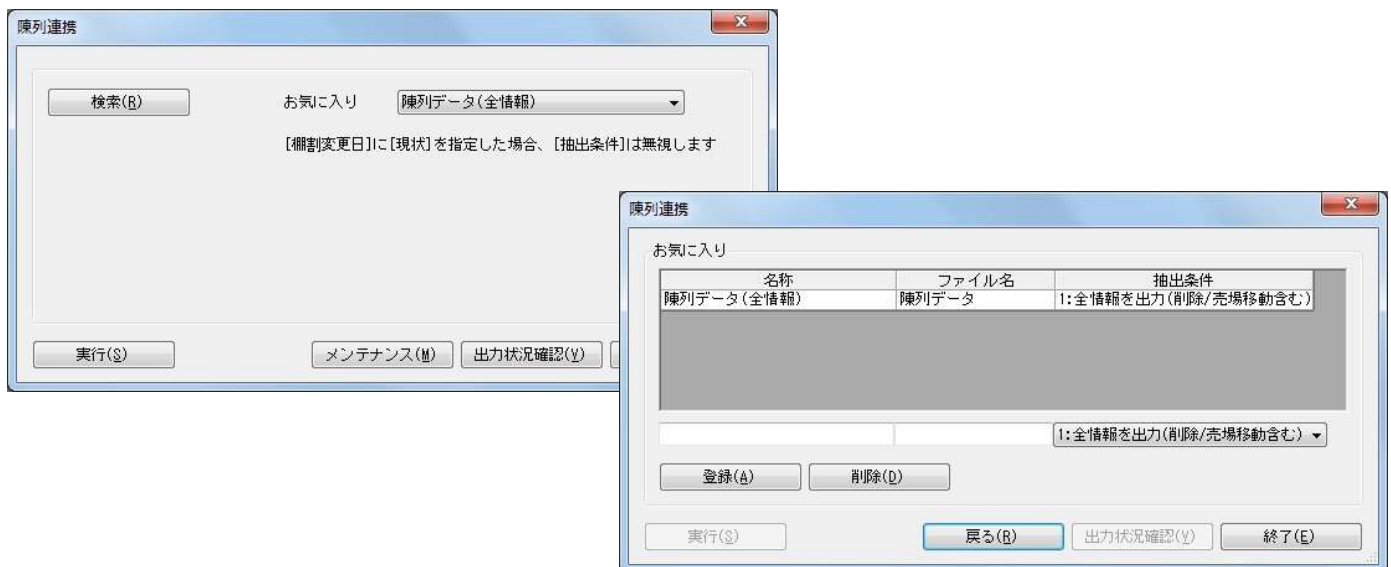 陳列連携
検索(R)
お気に入り
陳列データ(全情報)
[棚割変更日]に[現状]を指定した場合、[抽出条件]は無視します
実行(S)
メンテナンス(M)
出力状況確認(V)
陳列連携
お気に入り
名称 ファイル名 抽出条件
陳列データ(全情報) 陳列データ 1:全情報を出力(削除/売場移動含む)
1:全情報を出力(削除/売場移動含む)
登録(A)
削除(D)
実行(S)
戻る(R)
出力状況確認(V)
終了(E)